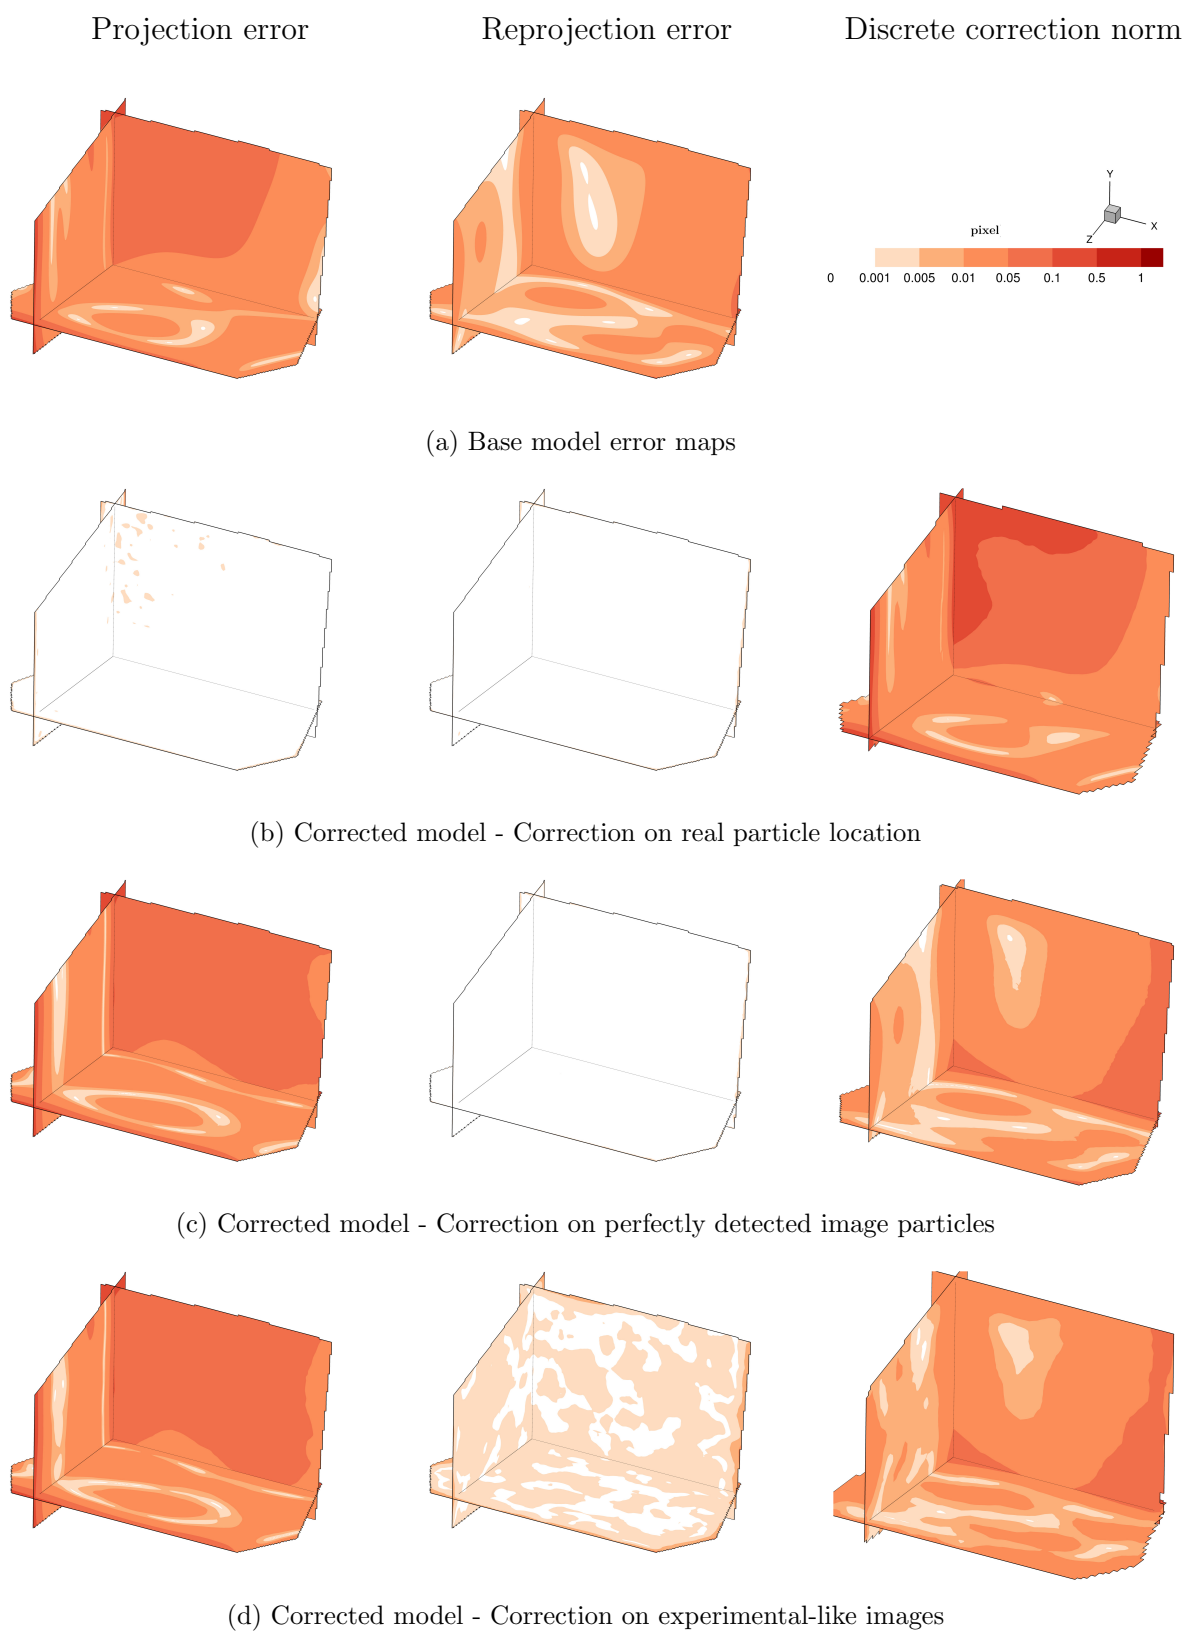 Projection error Reprojection error Discrete correction norm
Y
X
Z
pixel
0 0.001 0.005 0.01 0.05 0.1 0.5 1
(a) Base model error maps
(b) Corrected model - Correction on real particle location
(c) Corrected model - Correction on perfectly detected image particles
(d) Corrected model - Correction on experimental-like images